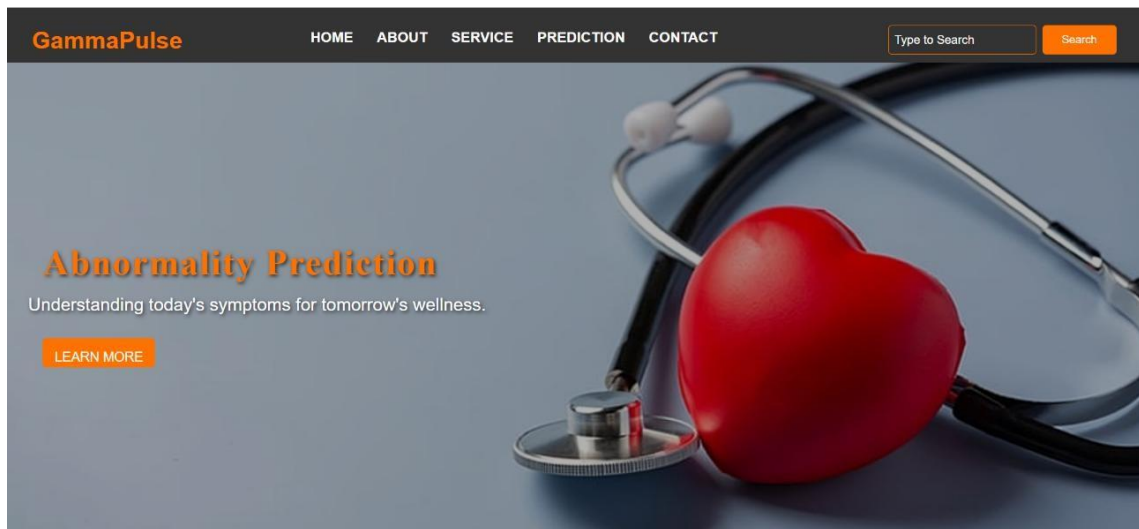 GammaPulse HOME ABOUT SERVICE PREDICTION CONTACT Type to Search Search
Abnormality Prediction
Understanding today's symptoms for tomorrow's wellness.
LEARN MORE